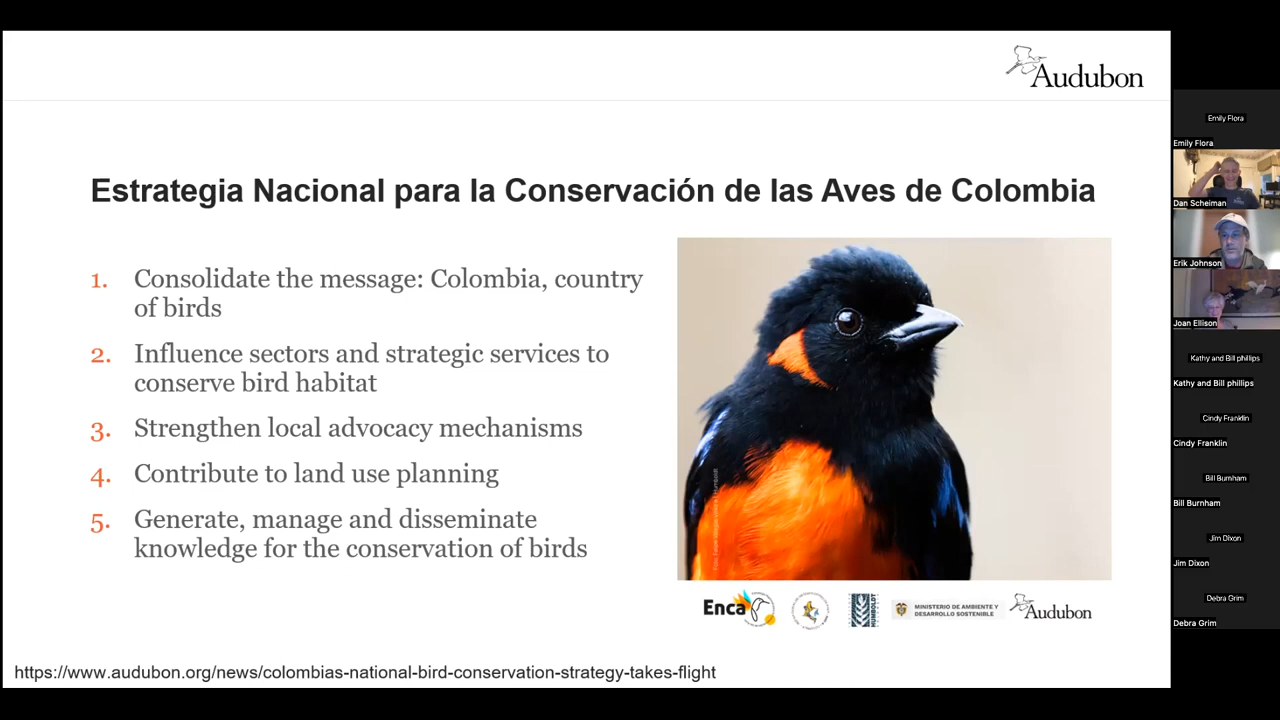 Audubon
Estrategia Nacional para la Conservación de las Aves de Colombia
1. Consolidate the message: Colombia, country
of birds
2. Influence sectors and strategic services to
conserve bird habitat
3. Strengthen local advocacy mechanisms
4. Contribute to land use planning
5. Generate, manage and disseminate
knowledge for the conservation of birds
Enca
HUMBOLDT
MINISTERIO DE AMBIENTE Y
DESARROLLO SOSTENIBLE
Audubon
https://www.audubon.org/news/colombias-national-bird-conservation-strategy-takes-flight
Emily Flora
Emily Flora
Dan Scheiman
Erik Johnson
Joan Ellison
Kathy and Bill phillips
Kathy and Bill phillips
Cindy Franklin
Cindy Franklin
Bill Burnham
Bill Burnham
Jim Dixon
Jim Dixon
Debra Grim
Debra Grim